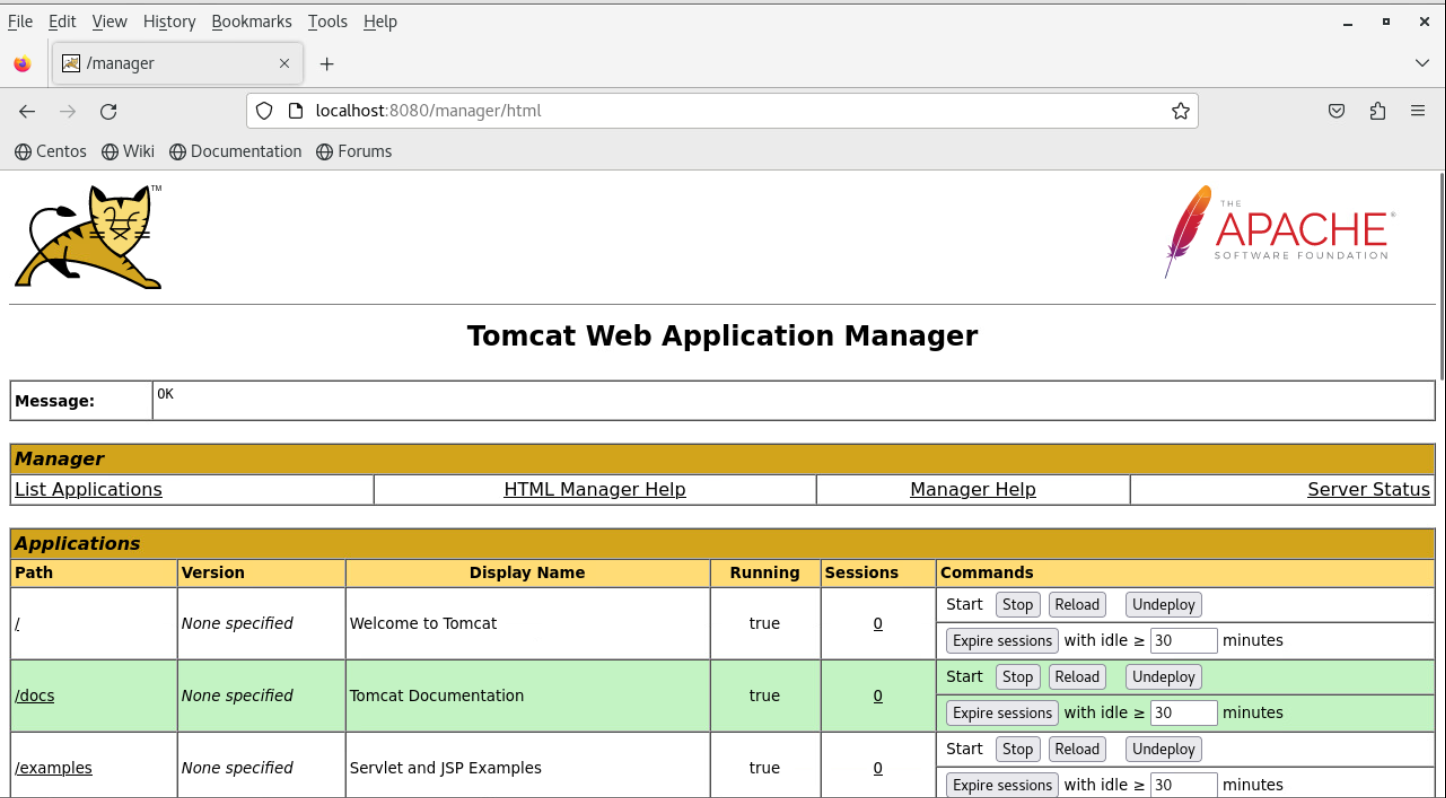 File Edit View History Bookmarks Tools Help
/manager
localhost:8080/manager/html
Centos Wiki Documentation Forums
TM
THE
APACHE®
SOFTWARE FOUNDATION
Tomcat Web Application Manager
Message: OK
Manager
List Applications HTML Manager Help Manager Help Server Status
Applications
Path Version Display Name Running Sessions Commands
/ None specified Welcome to Tomcat true 0 Start Stop Reload Undeploy
Expire sessions with idle ≥ 30 minutes
/docs None specified Tomcat Documentation true 0 Start Stop Reload Undeploy
Expire sessions with idle ≥ 30 minutes
/examples None specified Servlet and JSP Examples true 0 Start Stop Reload Undeploy
Expire sessions with idle ≥ 30 minutes